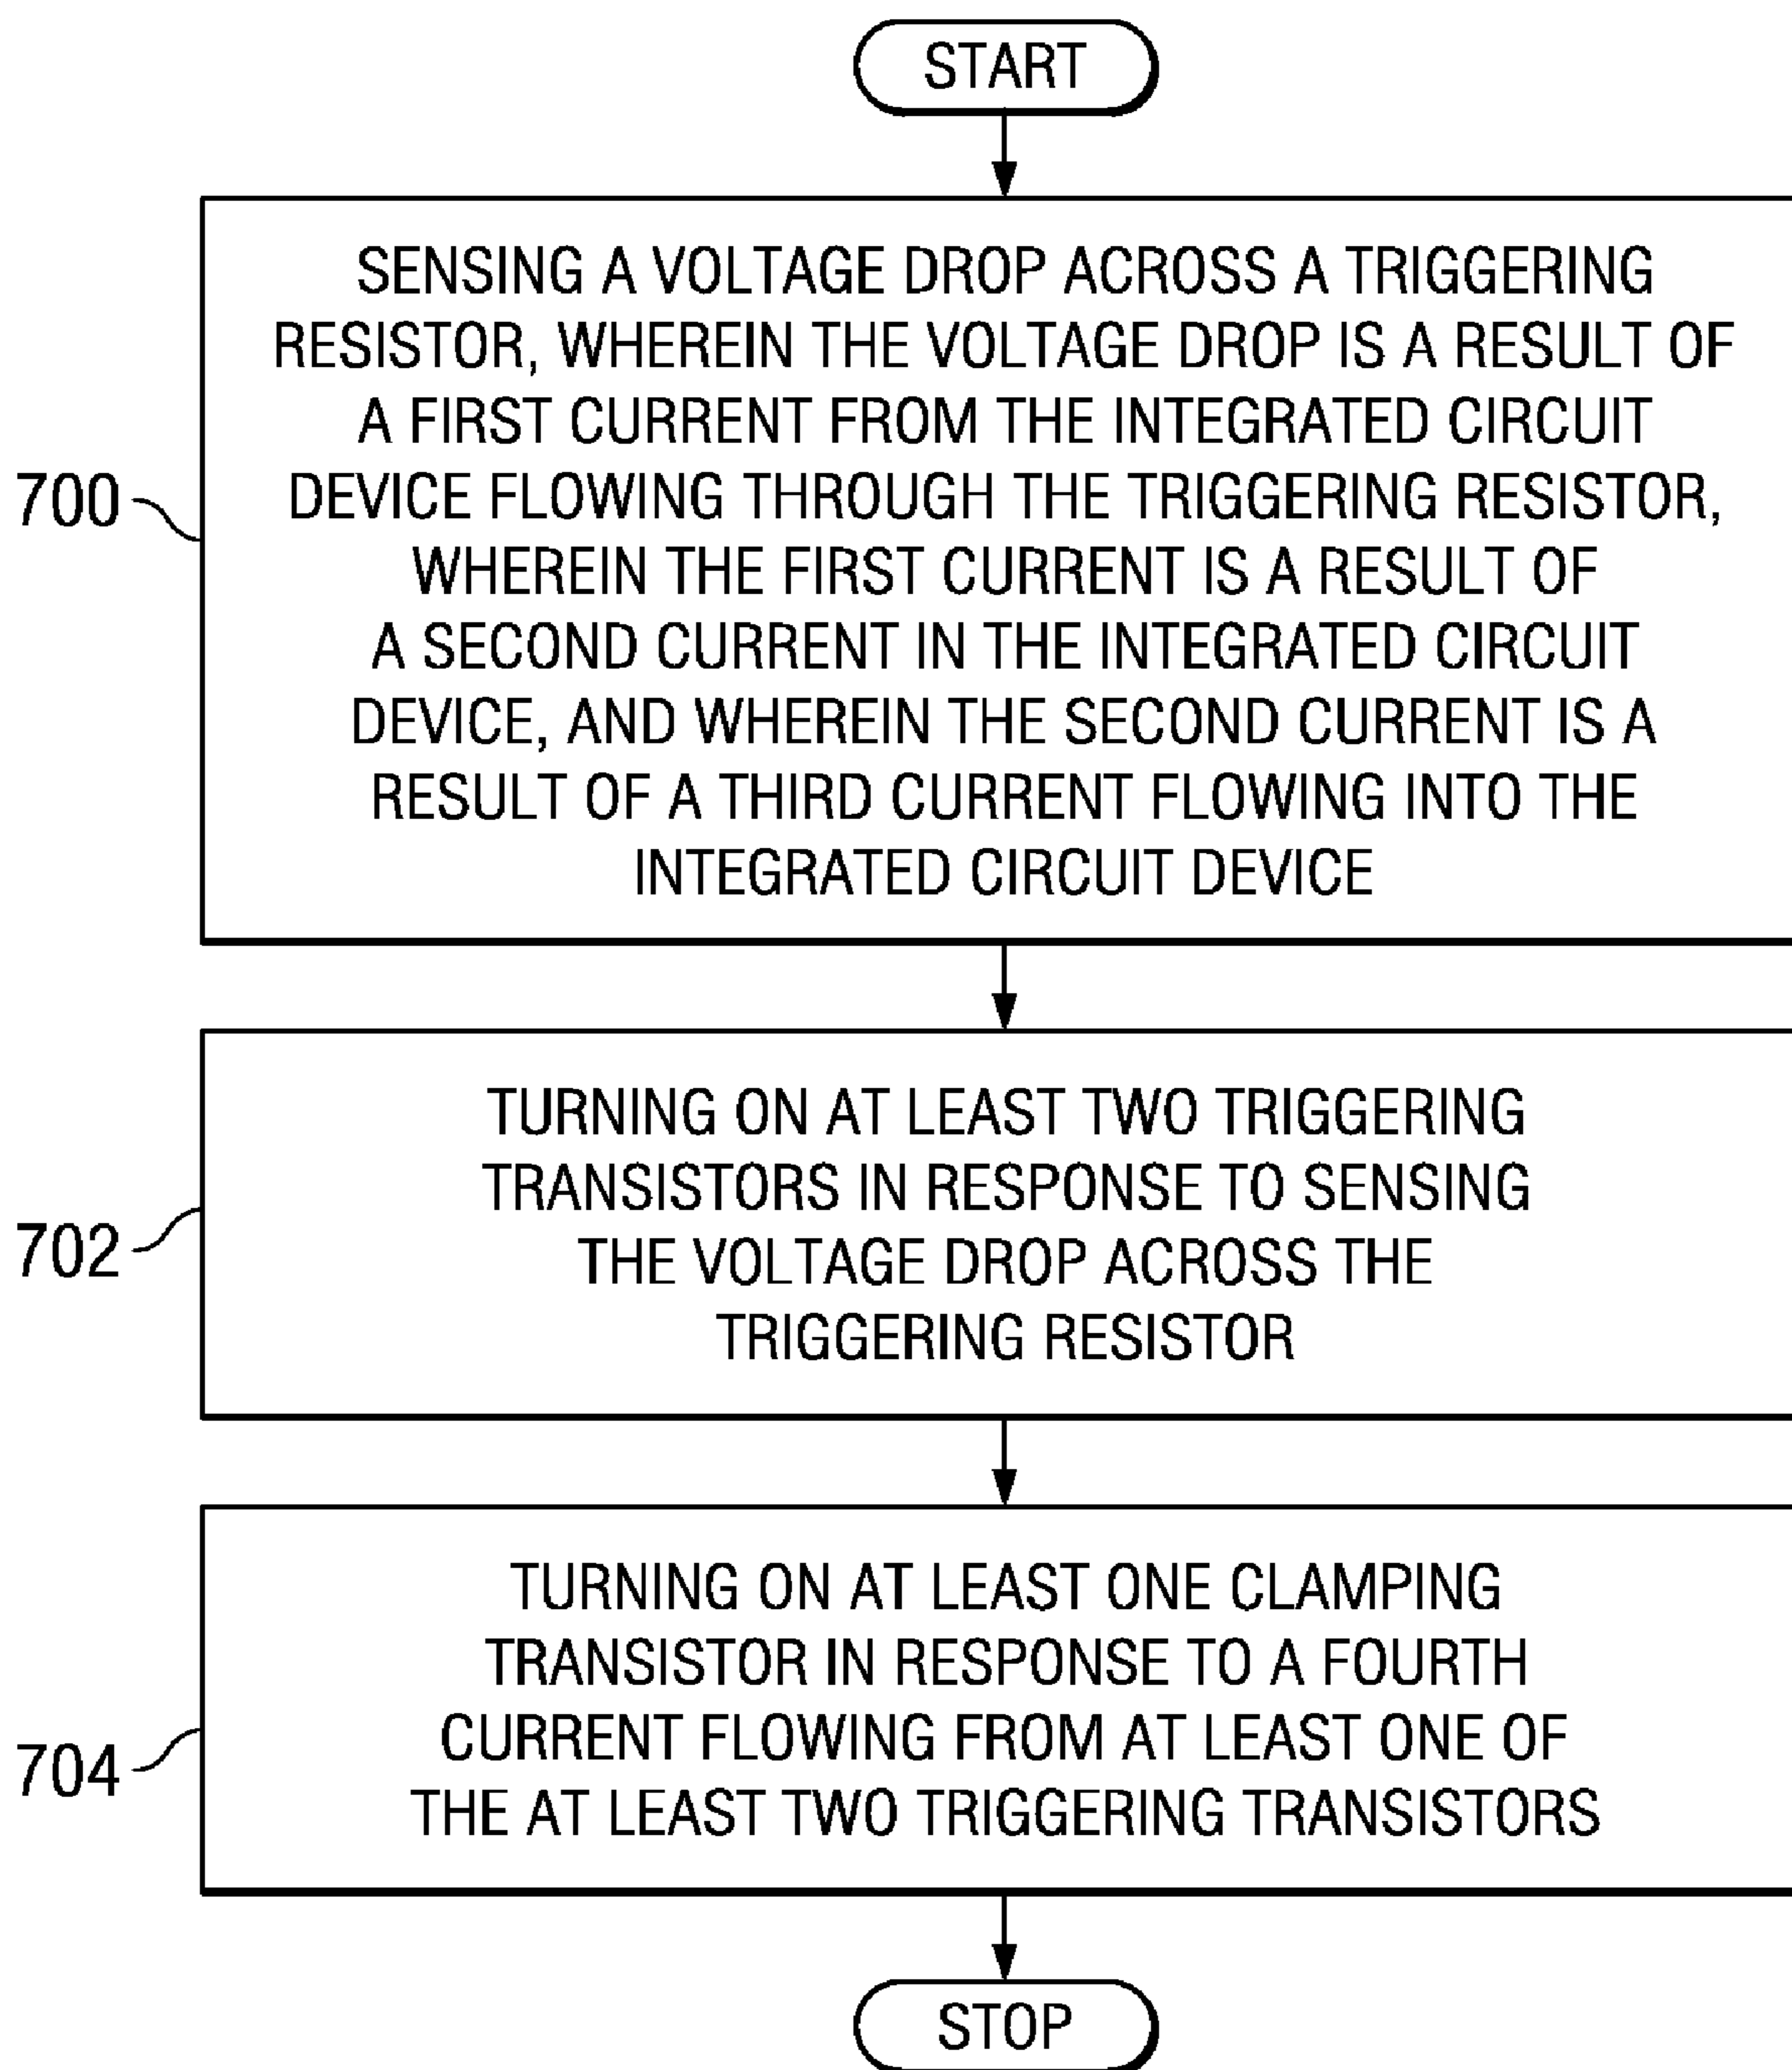 START
SENSING A VOLTAGE DROP ACROSS A TRIGGERING
RESISTOR, WHEREIN THE VOLTAGE DROP IS A RESULT OF
A FIRST CURRENT FROM THE INTEGRATED CIRCUIT
DEVICE FLOWING THROUGH THE TRIGGERING RESISTOR,
WHEREIN THE FIRST CURRENT IS A RESULT OF
A SECOND CURRENT IN THE INTEGRATED CIRCUIT
DEVICE, AND WHEREIN THE SECOND CURRENT IS A
RESULT OF A THIRD CURRENT FLOWING INTO THE
INTEGRATED CIRCUIT DEVICE
700
TURNING ON AT LEAST TWO TRIGGERING
TRANSISTORS IN RESPONSE TO SENSING
THE VOLTAGE DROP ACROSS THE
TRIGGERING RESISTOR
702
TURNING ON AT LEAST ONE CLAMPING
TRANSISTOR IN RESPONSE TO A FOURTH
CURRENT FLOWING FROM AT LEAST ONE OF
THE AT LEAST TWO TRIGGERING TRANSISTORS
704
STOP